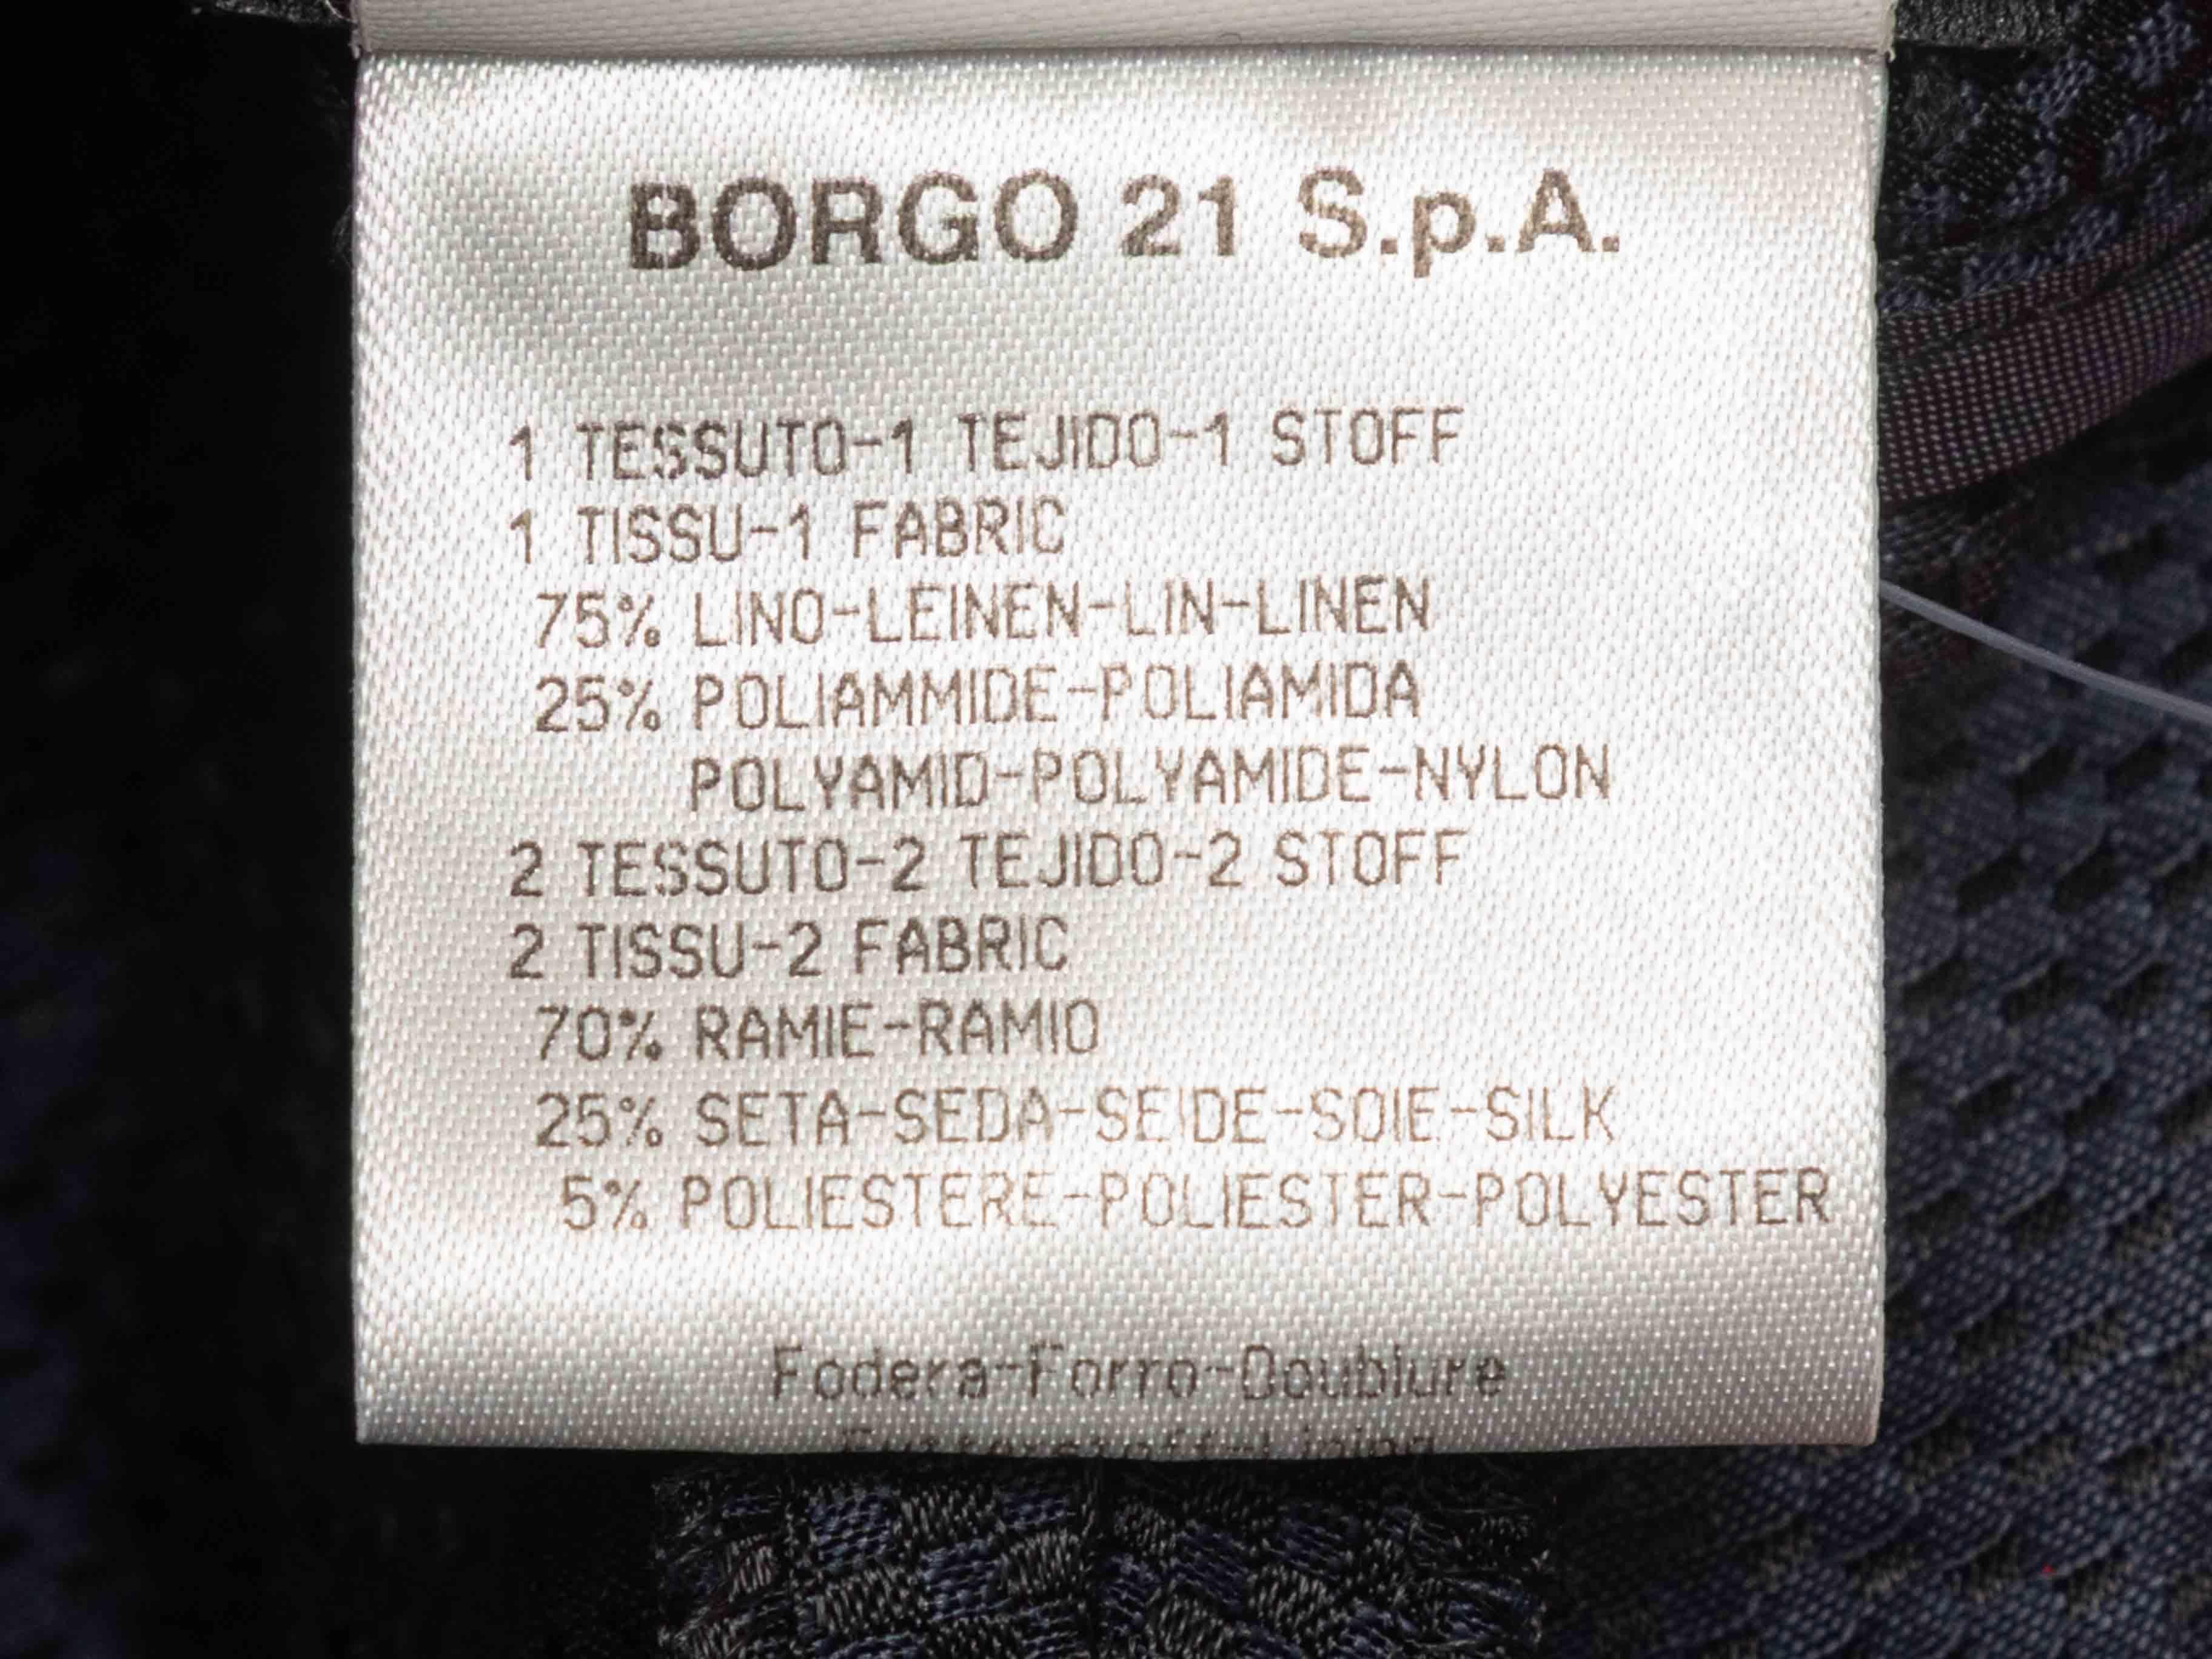 BORGO 21 S.p.A.
1 TESSUTO-1 TEJIDO-1 STOFF
1 TISSU-1 FABRIC
75% LINO-LEINEN-LIN-LINEN
25% POLIAMMIDE-POLIAMIDA
POLYAMID-POLYAMIDE-NYLON
2 TESSUTO-2 TEJIDO-2 STOFF
2 TISSU-2 FABRIC
70% RAMIE-RAMIO
25% SETA-SEDA-SEIDE-SOIE-SILK
5% POLIESTERE-POLIESTER-POLYESTER
Fodera-Forro-Doublure